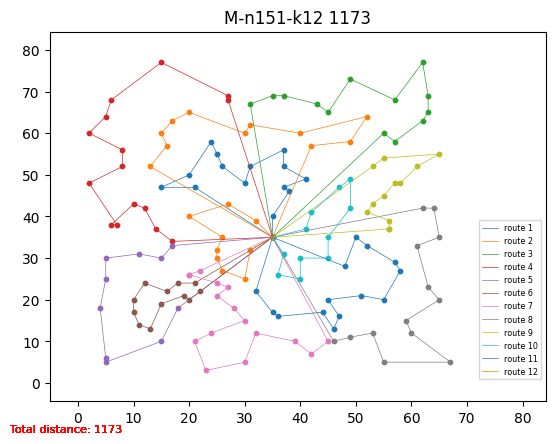 M-n151-k12 1173
80
70
60
50
40
30
20
10
0
0 10 20 30 40 50 60 70 80
route 1
route 2
route 3
route 4
route 5
route 6
route 7
route 8
route 9
route 10
route 11
route 12
Total distance: 1173